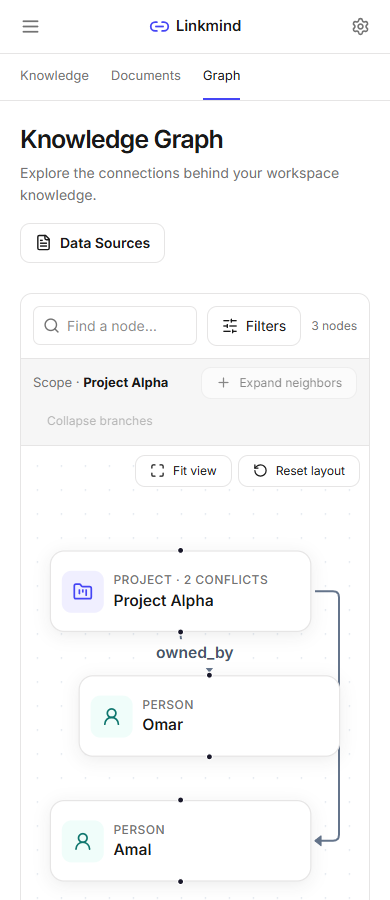 Linkmind
Knowledge Documents Graph
Knowledge Graph
Explore the connections behind your workspace
knowledge.
Data Sources
Find a node...
Filters
3 nodes
Scope · Project Alpha
Expand neighbors
Collapse branches
Fit view
Reset layout
PROJECT · 2 CONFLICTS
Project Alpha
owned_by
PERSON
Omar
PERSON
Amal